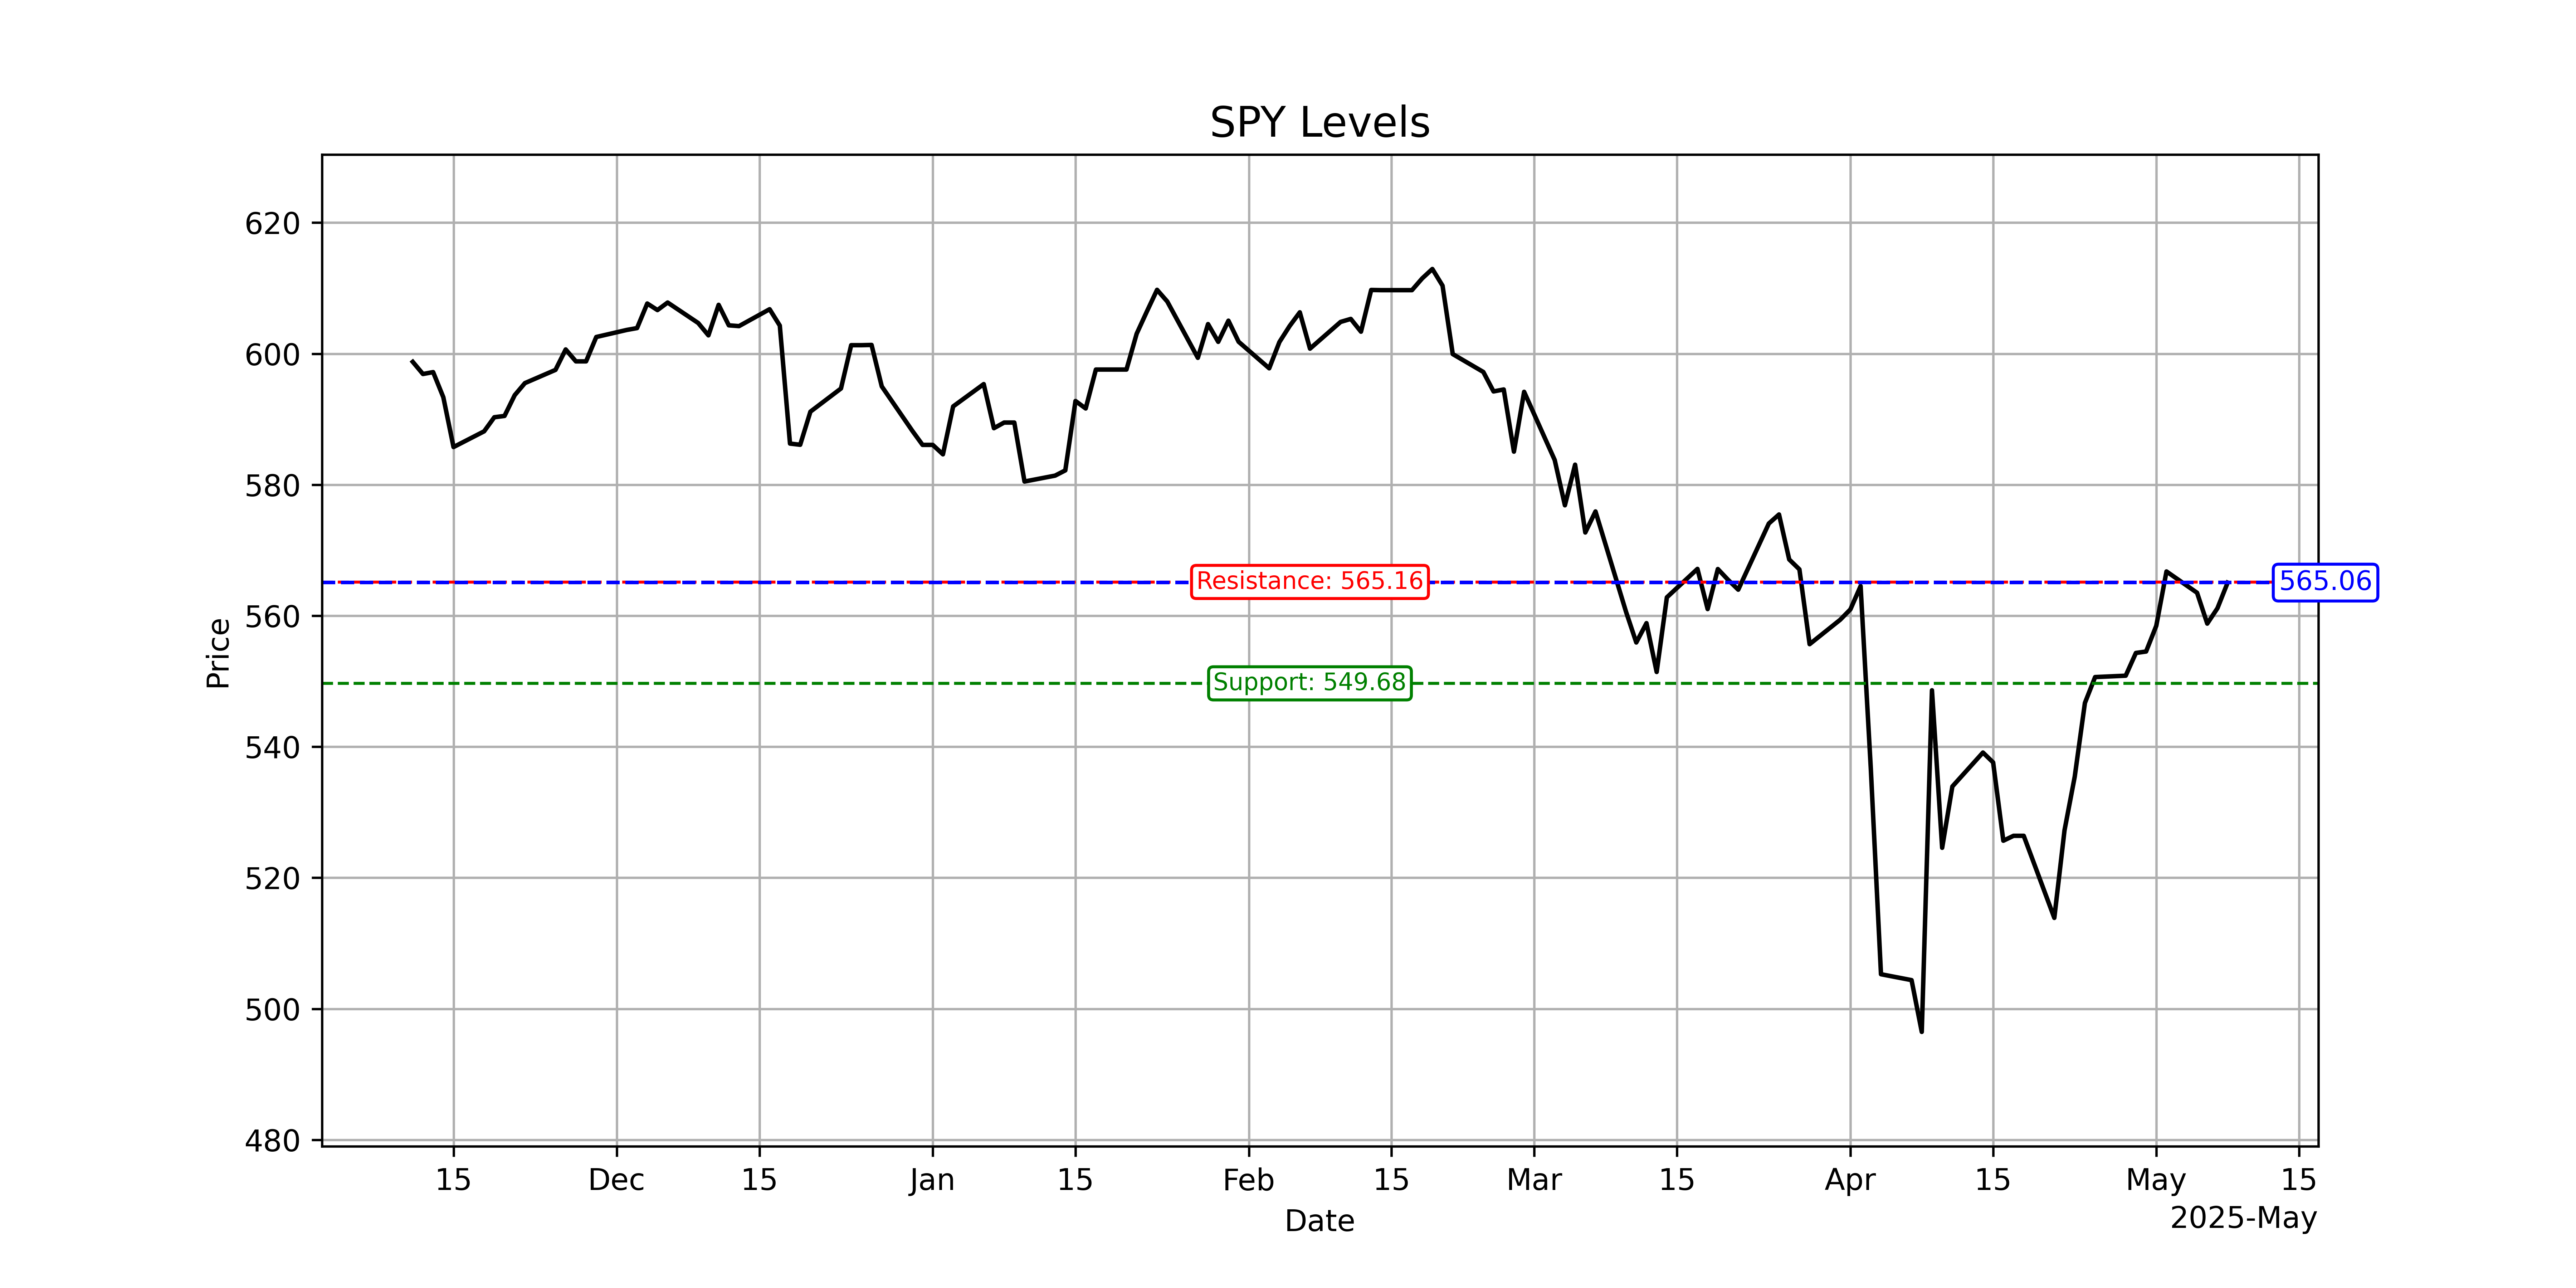 SPY Levels
620
600
580
560
540
520
500
480
Price
Resistance: 565.16
565.06
Support: 549.68
15 Dec 15 Jan 15 Feb 15 Mar 15 Apr 15 May 15
Date
2025-May